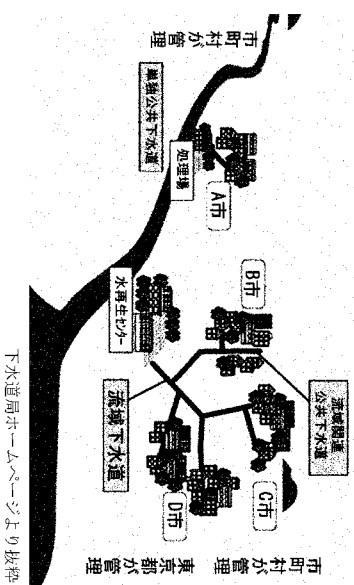 市町村が管理
単独公共下水道
処理場
A市
B市
流域関連
公共下水道
水再生センター
流域下水道
C市
D市
市町村が管理
東京都が管理
下水道局ホームページより抜粋